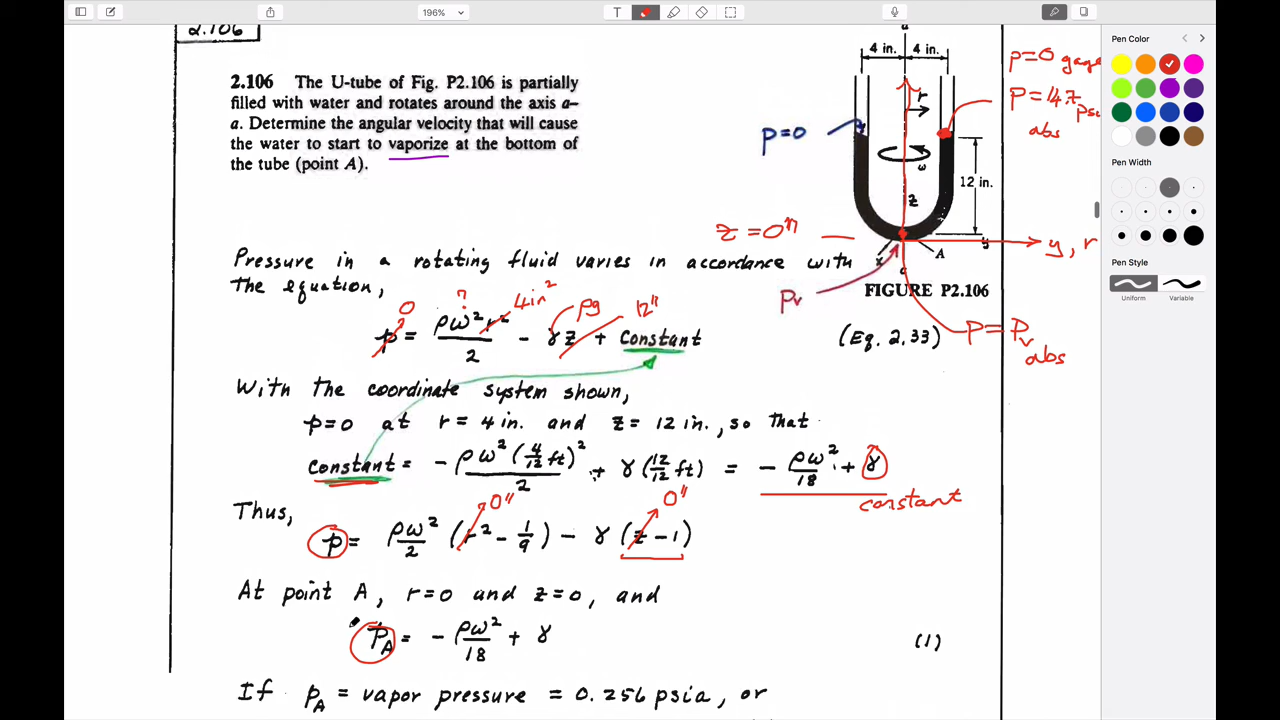 196%
T
Pen Color
Pen Width
Pen Style
Uniform
Variable
2.106
2.106 The U-tube of Fig. P2.106 is partially
filled with water and rotates around the axis a–
a. Determine the angular velocity that will cause
the water to start to vaporize at the bottom of
the tube (point A).
4 in.
4 in.
r
p=0
ω
12 in.
z
y
x
A
FIGURE P2.106
p=0 gage
P=14.7 psi
abs
z=0"
y, r
Pv
P=Pv
abs
Pressure in a rotating fluid varies in accordance with
the equation,
0
?
4in²
ρg
12"
p = ρω²r²/2 - γz + constant
(Eq. 2.33)
With the coordinate system shown,
p=0 at r = 4 in. and z = 12 in., so that
constant = - ρω²(4/12 ft)²/2 + γ(12/12 ft) = - ρω²/18 + γ
constant
Thus,
0"
0"
p = ρω²/2 (r² - 1/9) - γ (z-1)
At point A, r=0 and z=0, and
PA = - ρω²/18 + γ
(1)
If pA = vapor pressure = 0.256 psia, or